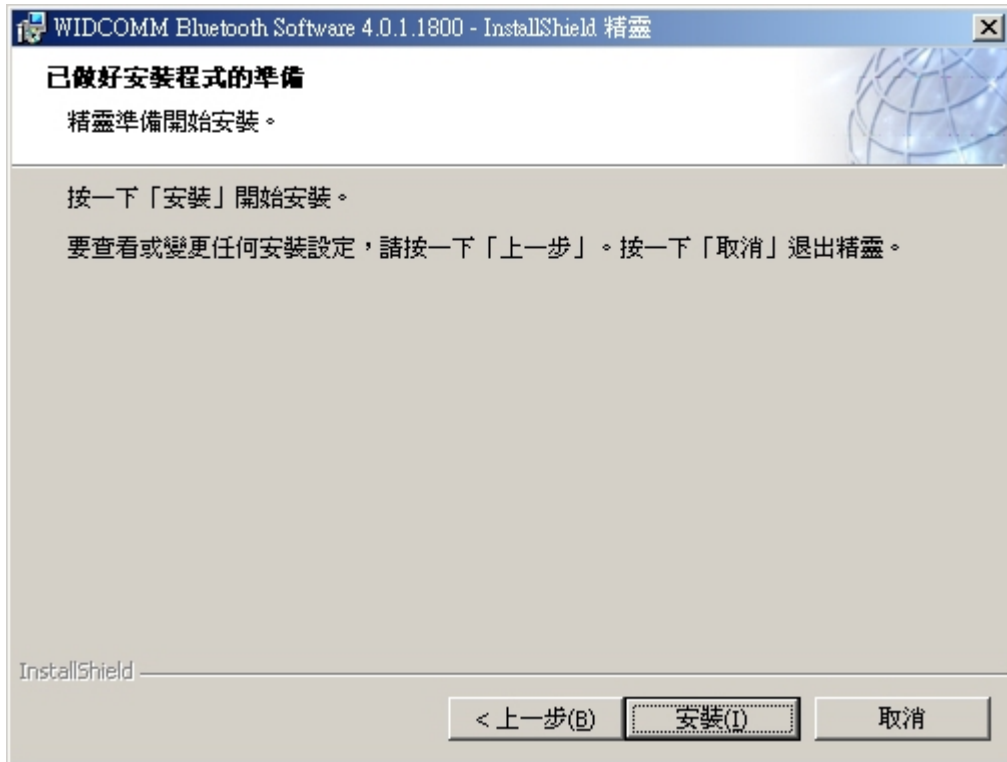 WIDCOMM Bluetooth Software 4.0.1.1800 - InstallShield 精靈
已做好安裝程式的準備
精靈準備開始安裝。
按一下「安裝」開始安裝。
要查看或變更任何安裝設定，請按一下「上一步」。按一下「取消」退出精靈。
InstallShield
< 上一步(B) 安裝(I) 取消